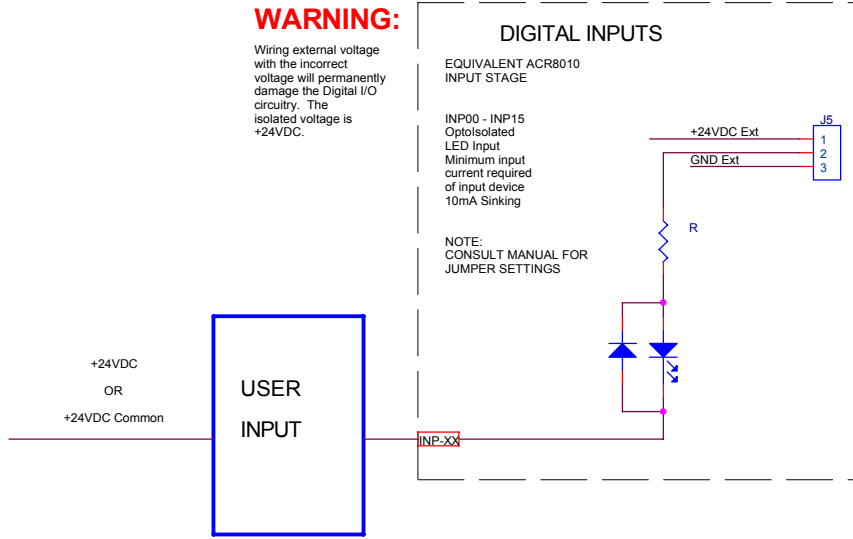 WARNING:
Wiring external voltage
with the incorrect
voltage will permanently
damage the Digital I/O
circuitry. The
isolated voltage is
+24VDC.
DIGITAL INPUTS
EQUIVALENT ACR8010
INPUT STAGE
INP00 - INP15
OptoIsolated
LED Input
Minimum input
current required
of input device
10mA Sinking
NOTE:
CONSULT MANUAL FOR
JUMPER SETTINGS
J5
+24VDC Ext
1
2
GND Ext
3
R
+24VDC
OR
+24VDC Common
USER
INPUT
INP-XX